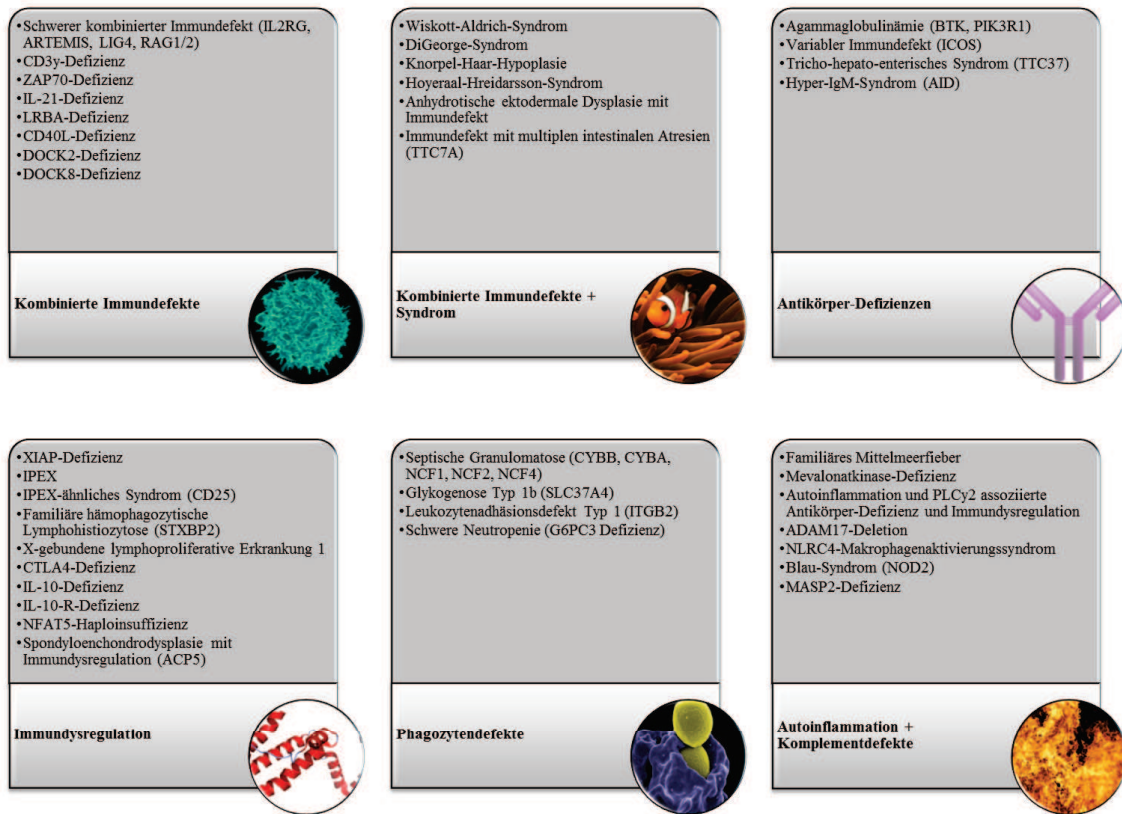 •Schwerer kombinierter Immundefekt (IL2RG,
ARTEMIS, LIG4, RAG1/2)
•CD3y-Defizienz
•ZAP70-Defizienz
•IL-21-Defizienz
•LRBA-Defizienz
•CD40L-Defizienz
•DOCK2-Defizienz
•DOCK8-Defizienz
Kombinierte Immundefekte
•Wiskott-Aldrich-Syndrom
•DiGeorge-Syndrom
•Knorpel-Haar-Hypoplasie
•Hoyeraal-Hreidarsson-Syndrom
•Anhydrotische ektodermale Dysplasie mit
Immundefekt
•Immundefekt mit multiplen intestinalen Atresien
(TTC7A)
Kombinierte Immundefekte +
Syndrom
•Agammaglobulinämie (BTK, PIK3R1)
•Variabler Immundefekt (ICOS)
•Tricho-hepato-enterisches Syndrom (TTC37)
•Hyper-IgM-Syndrom (AID)
Antikörper-Defizienzen
•XIAP-Defizienz
•IPEX
•IPEX-ähnliches Syndrom (CD25)
•Familiäre hämophagozytische
Lymphohistiozytose (STXBP2)
•X-gebundene lymphoproliferative Erkrankung 1
•CTLA4-Defizienz
•IL-10-Defizienz
•IL-10-R-Defizienz
•NFAT5-Haploinsuffizienz
•Spondyloenchondrodysplasie mit
Immundysregulation (ACP5)
Immundysregulation
•Septische Granulomatose (CYBB, CYBA,
NCF1, NCF2, NCF4)
•Glykogenose Typ 1b (SLC37A4)
•Leukozytenadhäsionsdefekt Typ 1 (ITGB2)
•Schwere Neutropenie (G6PC3 Defizienz)
Phagozytendefekte
•Familiäres Mittelmeerfieber
•Mevalonatkinase-Defizienz
•Autoinflammation und PLCy2 assoziierte
Antikörper-Defizienz und Immundysregulation
•ADAM17-Deletion
•NLRC4-Makrophagenaktivierungssyndrom
•Blau-Syndrom (NOD2)
•MASP2-Defizienz
Autoinflammation +
Komplementdefekte